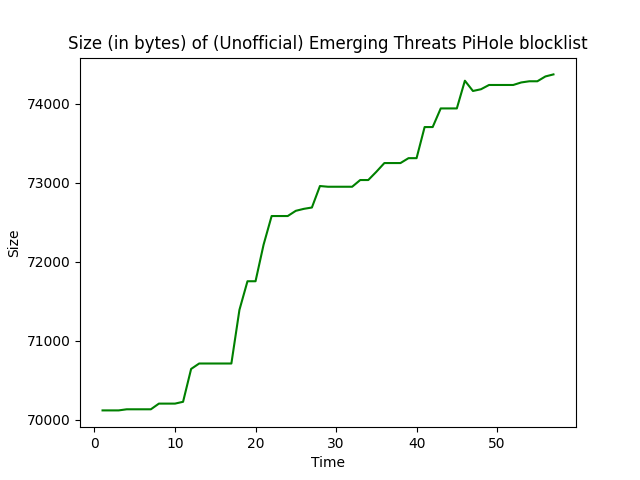 Size (in bytes) of (Unofficial) Emerging Threats PiHole blocklist
74000
73000
72000
71000
70000
Size
0 10 20 30 40 50
Time